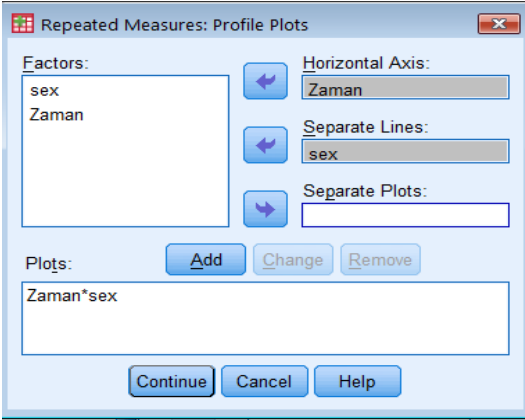 Repeated Measures: Profile Plots
Factors:
sex
Zaman
Horizontal Axis:
Zaman
Separate Lines:
sex
Separate Plots:
Plots:
Add
Change
Remove
Zaman*sex
Continue
Cancel
Help